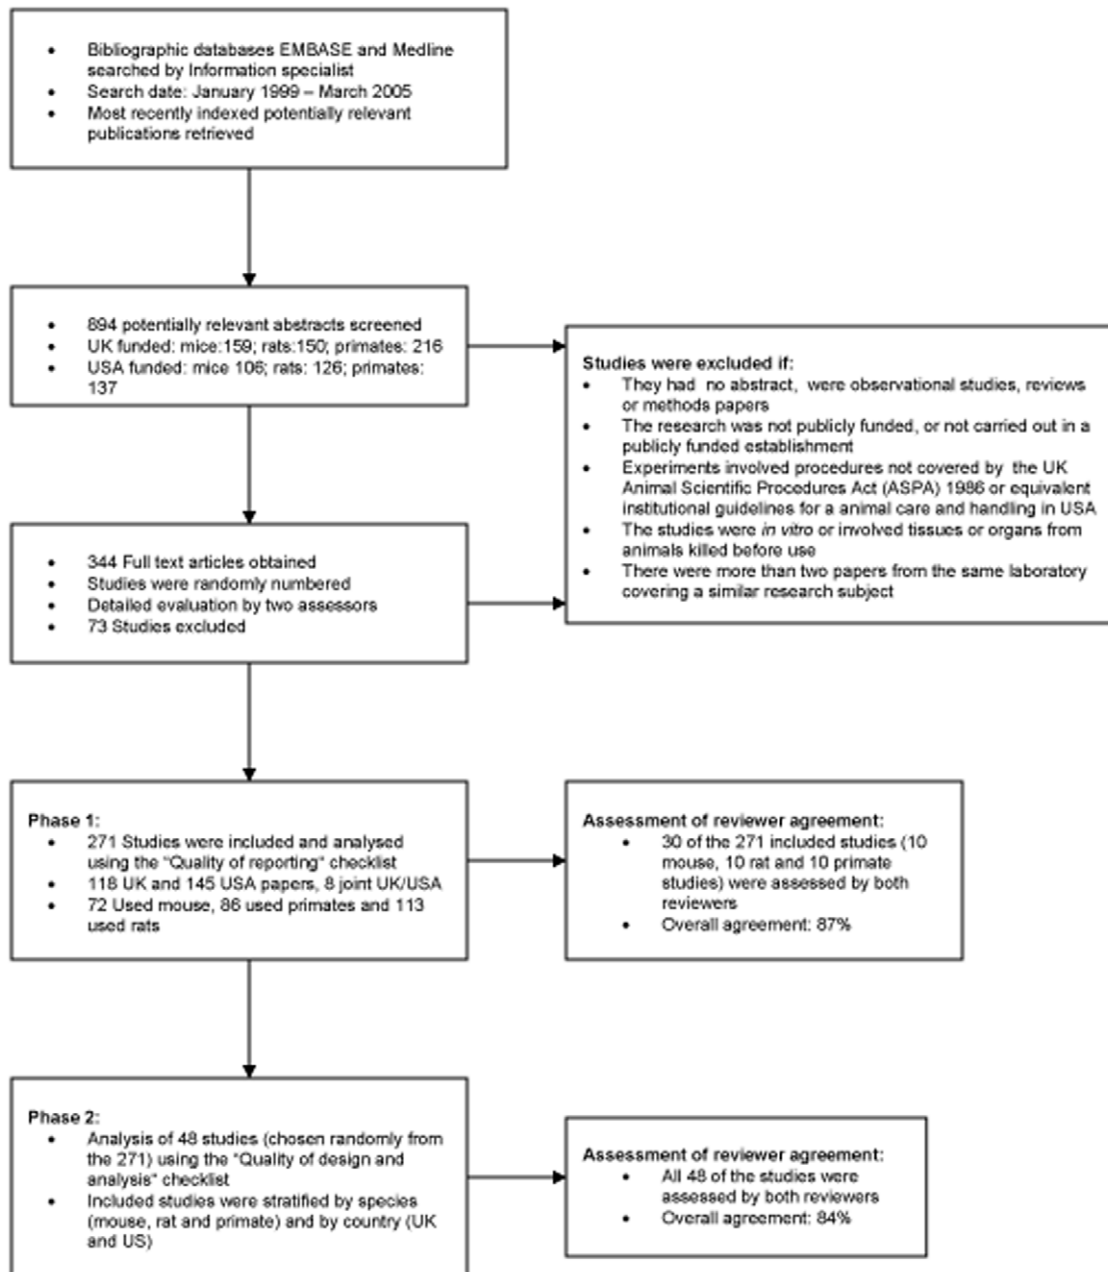 • Bibliographic databases EMBASE and Medline
searched by Information specialist
• Search date: January 1999 – March 2005
• Most recently indexed potentially relevant
publications retrieved
• 894 potentially relevant abstracts screened
• UK funded: mice:159; rats:150; primates: 216
• USA funded: mice 106; rats: 126; primates:
137
Studies were excluded if:
• They had no abstract, were observational studies, reviews
or methods papers
• The research was not publicly funded, or not carried out in a
publicly funded establishment
• Experiments involved procedures not covered by the UK
Animal Scientific Procedures Act (ASPA) 1986 or equivalent
institutional guidelines for a animal care and handling in USA
• The studies were in vitro or involved tissues or organs from
animals killed before use
• There were more than two papers from the same laboratory
covering a similar research subject
• 344 Full text articles obtained
• Studies were randomly numbered
• Detailed evaluation by two assessors
• 73 Studies excluded
Phase 1:
• 271 Studies were included and analysed
using the "Quality of reporting" checklist
• 118 UK and 145 USA papers, 8 joint UK/USA
• 72 Used mouse, 86 used primates and 113
used rats
Assessment of reviewer agreement:
• 30 of the 271 included studies (10
mouse, 10 rat and 10 primate
studies) were assessed by both
reviewers
• Overall agreement: 87%
Phase 2:
• Analysis of 48 studies (chosen randomly from
the 271) using the "Quality of design and
analysis" checklist
• Included studies were stratified by species
(mouse, rat and primate) and by country (UK
and US)
Assessment of reviewer agreement:
• All 48 of the studies were
assessed by both reviewers
• Overall agreement: 84%